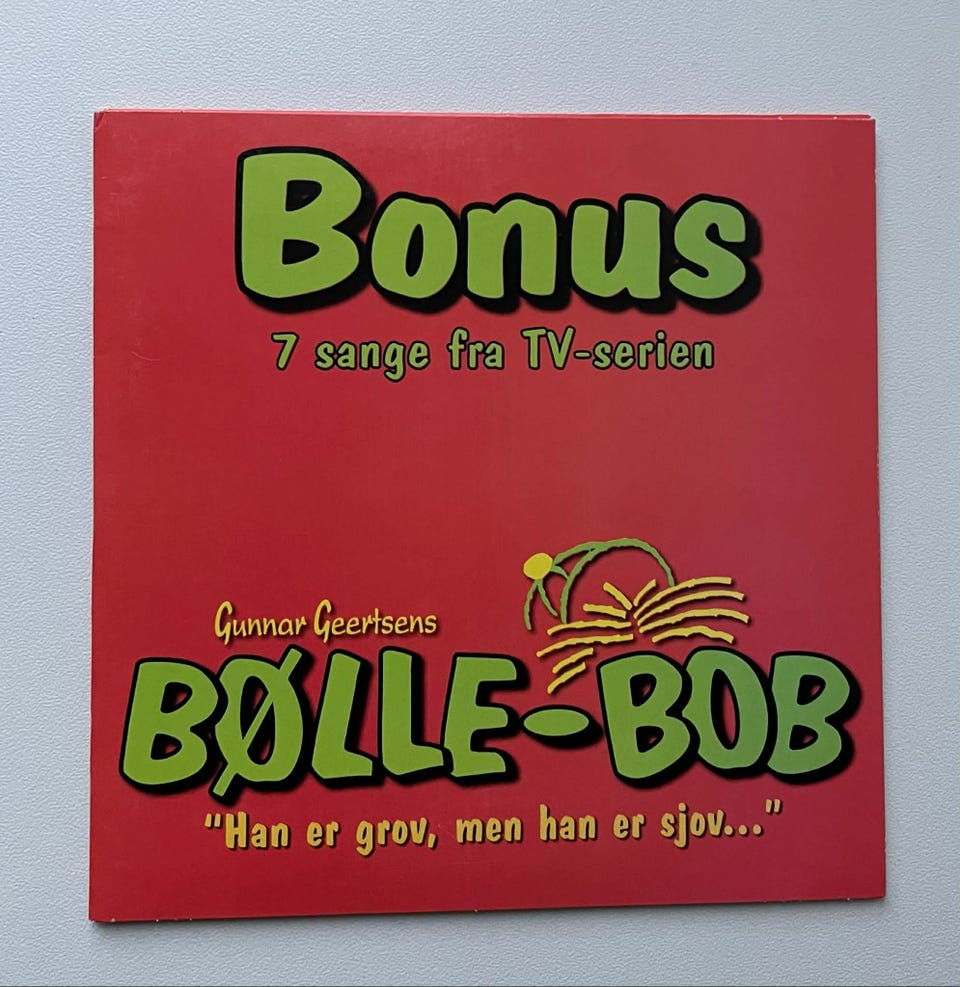 Bonus
7 sange fra TV-serien
Gunnar Geertsens
BØLLE-BOB
"Han er grov, men han er sjov..."